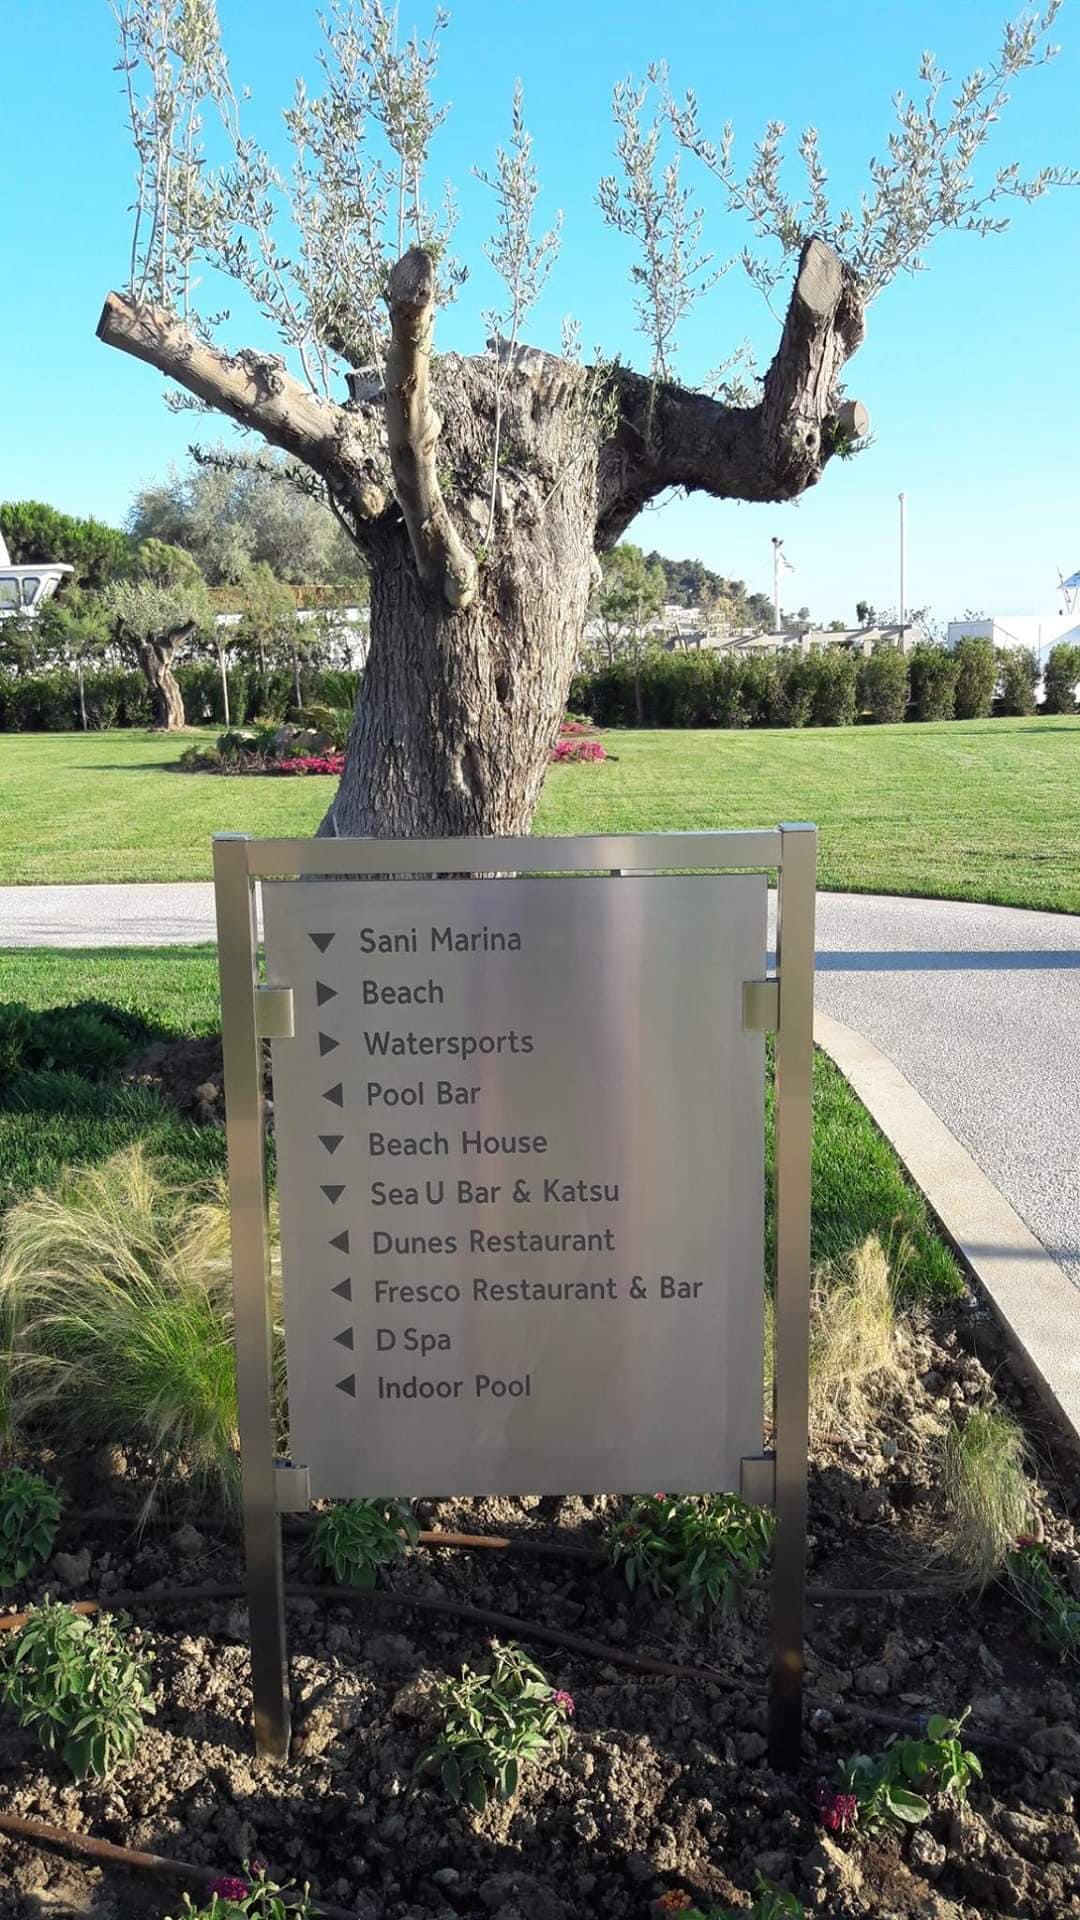 ▼ Sani Marina
▶ Beach
▶ Watersports
◀ Pool Bar
▼ Beach House
▼ Sea U Bar & Katsu
◀ Dunes Restaurant
◀ Fresco Restaurant & Bar
◀ D Spa
◀ Indoor Pool